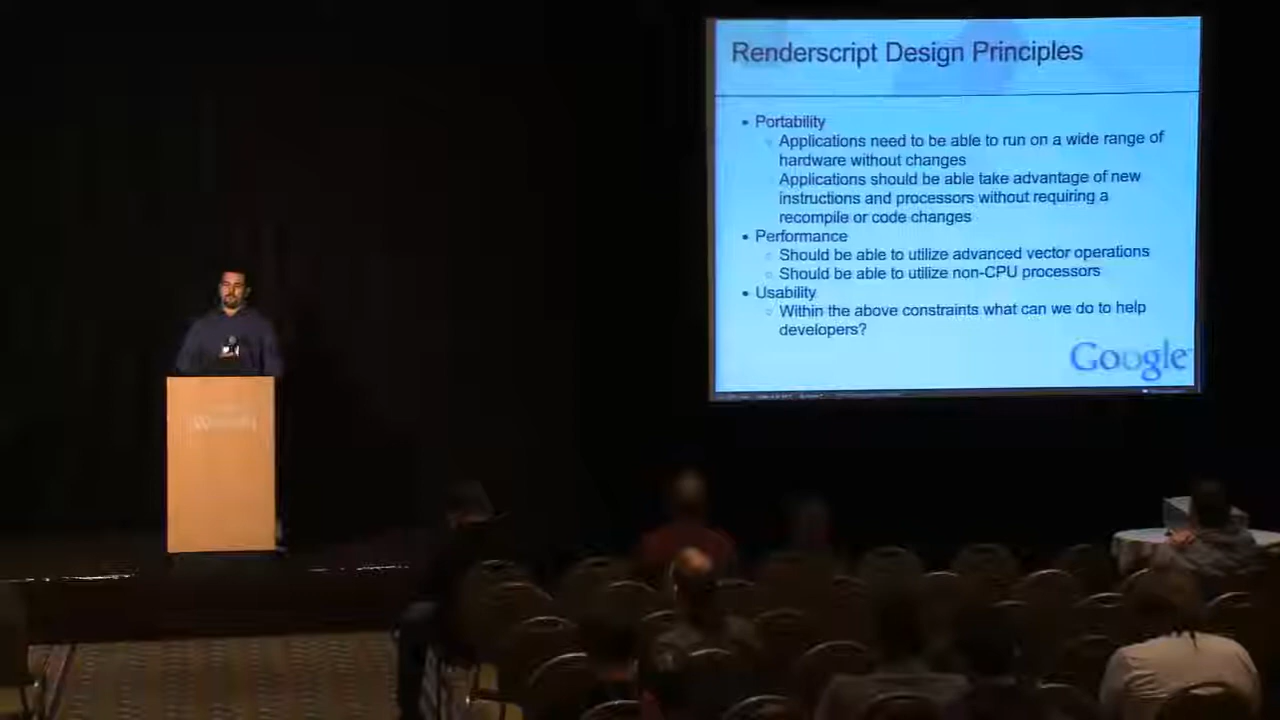 Renderscript Design Principles
• Portability
○ Applications need to be able to run on a wide range of
hardware without changes
Applications should be able take advantage of new
instructions and processors without requiring a
recompile or code changes
• Performance
○ Should be able to utilize advanced vector operations
○ Should be able to utilize non-CPU processors
• Usability
○ Within the above constraints what can we do to help
developers?
Google